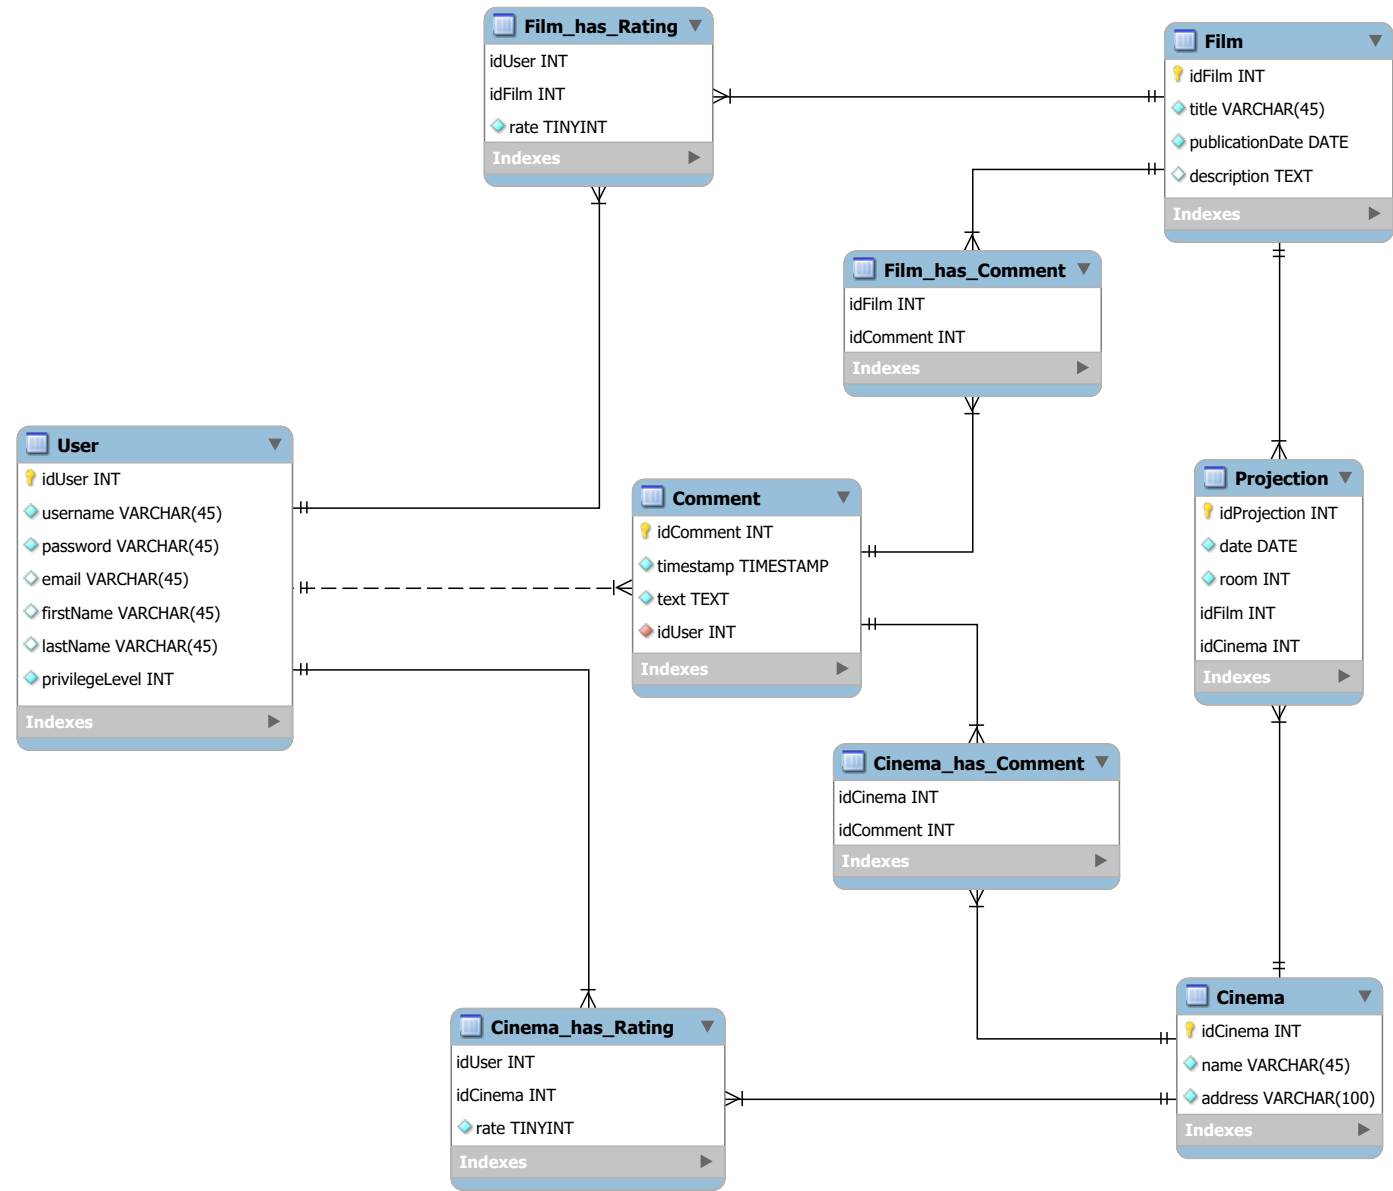 Film_has_Rating
idUser INT
idFilm INT
rate TINYINT
Indexes
Film
idFilm INT
title VARCHAR(45)
publicationDate DATE
description TEXT
Indexes
Film_has_Comment
idFilm INT
idComment INT
Indexes
User
idUser INT
username VARCHAR(45)
password VARCHAR(45)
email VARCHAR(45)
firstName VARCHAR(45)
lastName VARCHAR(45)
privilegeLevel INT
Indexes
Comment
idComment INT
timestamp TIMESTAMP
text TEXT
idUser INT
Indexes
Projection
idProjection INT
date DATE
room INT
idFilm INT
idCinema INT
Indexes
Cinema_has_Comment
idCinema INT
idComment INT
Indexes
Cinema_has_Rating
idUser INT
idCinema INT
rate TINYINT
Indexes
Cinema
idCinema INT
name VARCHAR(45)
address VARCHAR(100)
Indexes